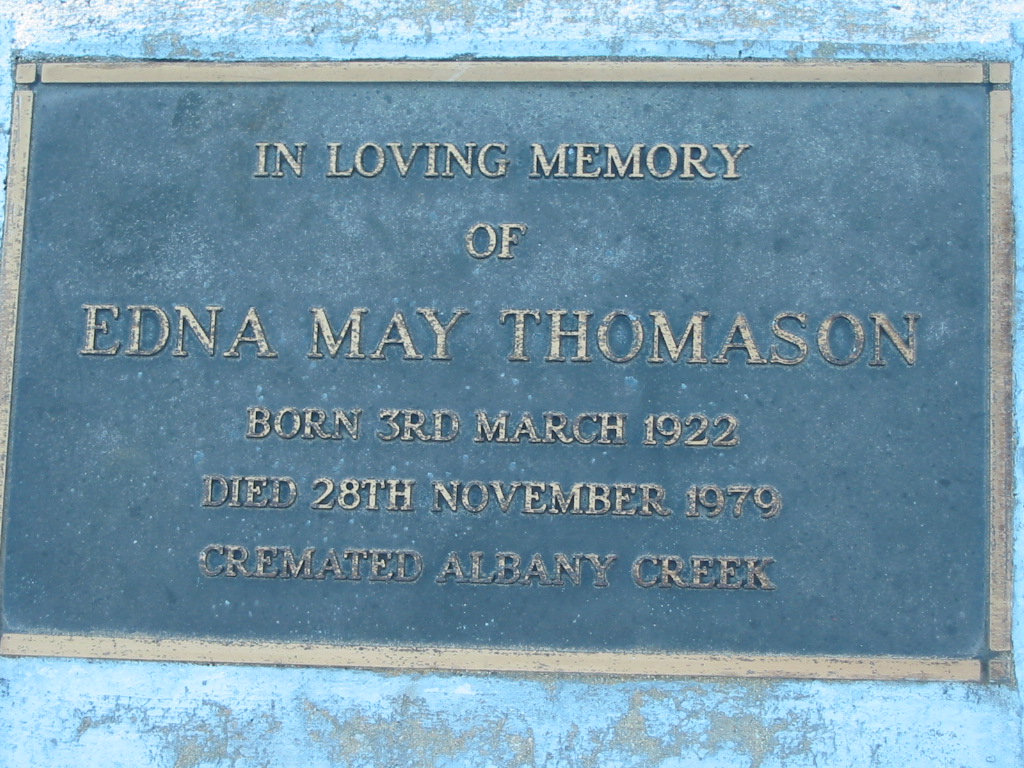 IN LOVING MEMORY
OF
EDNA MAY THOMASON
BORN 3RD MARCH 1922
DIED 28TH NOVEMBER 1979
CREMATED ALBANY CREEK